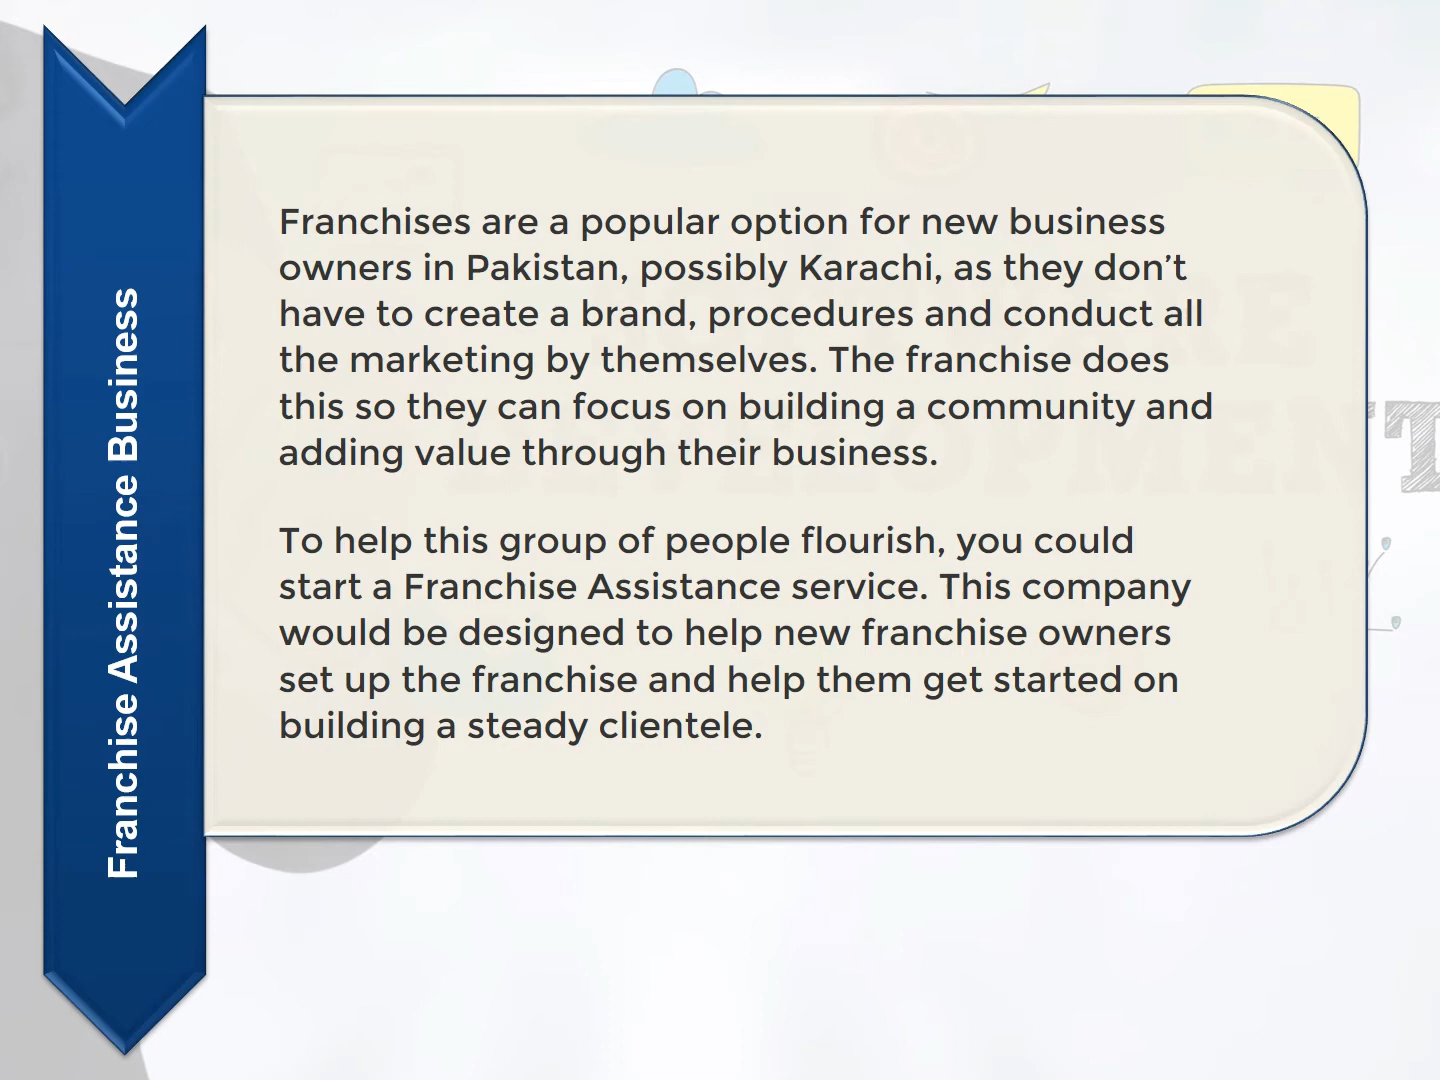 Franchise Assistance Business
Franchises are a popular option for new business
owners in Pakistan, possibly Karachi, as they don’t
have to create a brand, procedures and conduct all
the marketing by themselves. The franchise does
this so they can focus on building a community and
adding value through their business.
To help this group of people flourish, you could
start a Franchise Assistance service. This company
would be designed to help new franchise owners
set up the franchise and help them get started on
building a steady clientele.
DEVELOPMENT